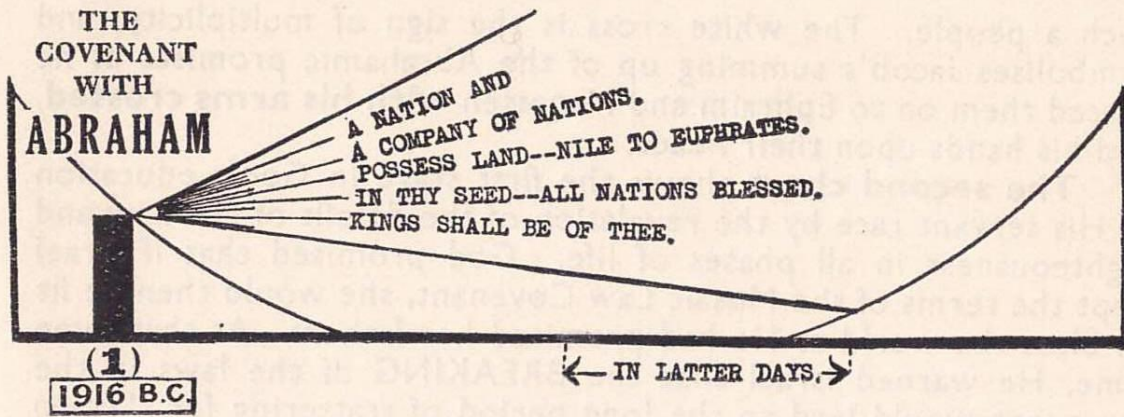 THE
COVENANT
WITH
ABRAHAM
A NATION AND
A COMPANY OF NATIONS.
POSSESS LAND--NILE TO EUPHRATES.
IN THY SEED--ALL NATIONS BLESSED.
KINGS SHALL BE OF THEE.
(1)
1916 B.C.
IN LATTER DAYS,